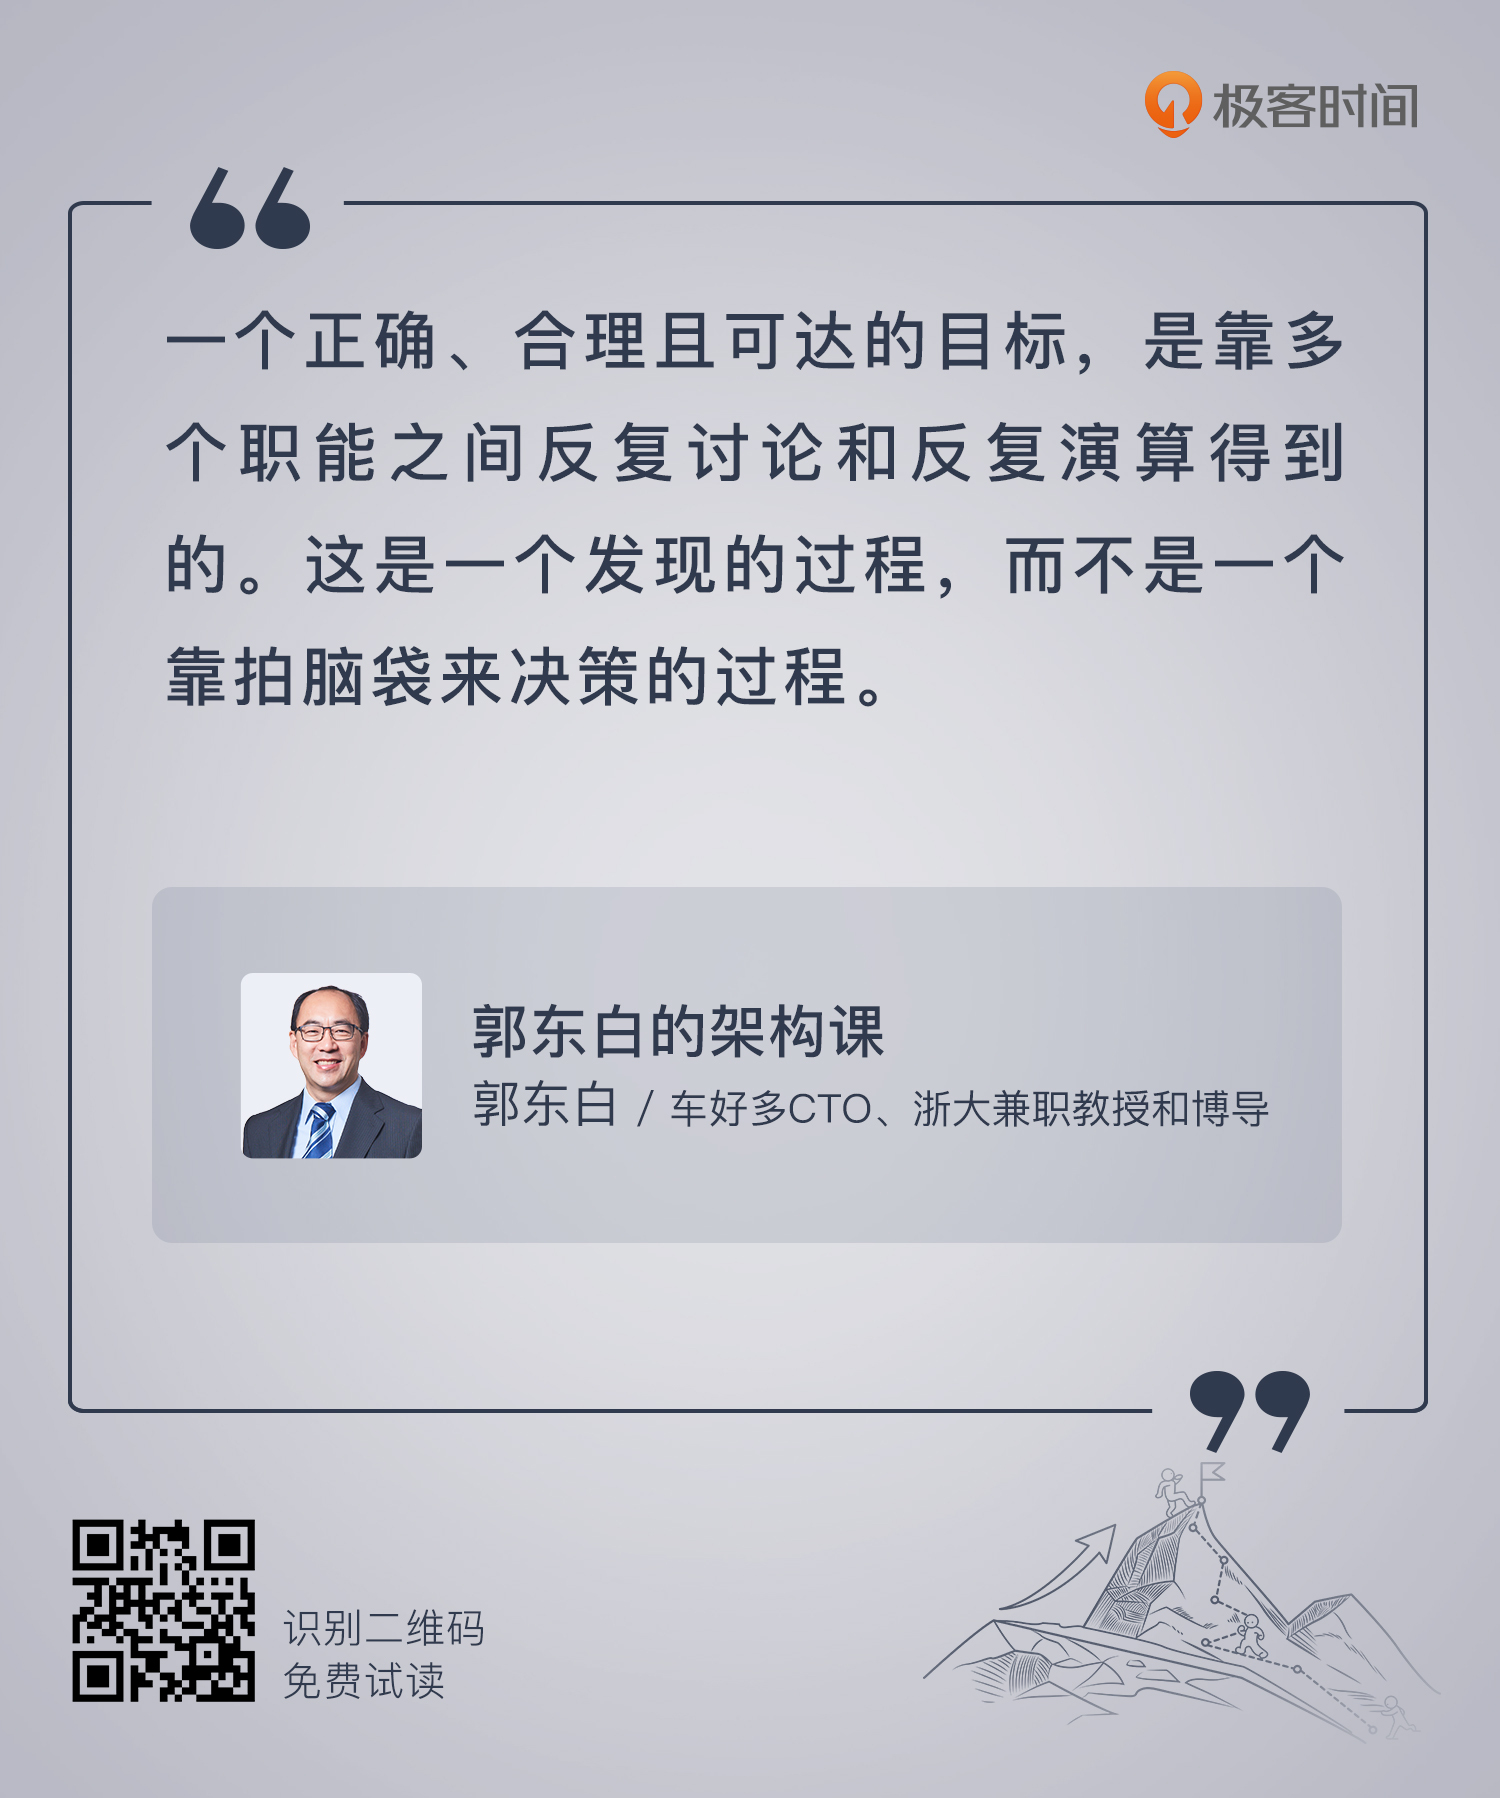 极客时间
一个正确、合理且可达的目标，是靠多
个职能之间反复讨论和反复演算得到
的。这是一个发现的过程，而不是一个
靠拍脑袋来决策的过程。
郭东白的架构课
郭东白 / 车好多CTO、浙大兼职教授和博导
识别二维码
免费试读